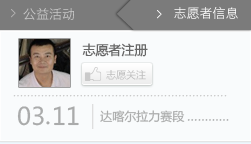 公益活动
志愿者信息
志愿者注册
志愿关注
03.11 达喀尔拉力赛段 ............